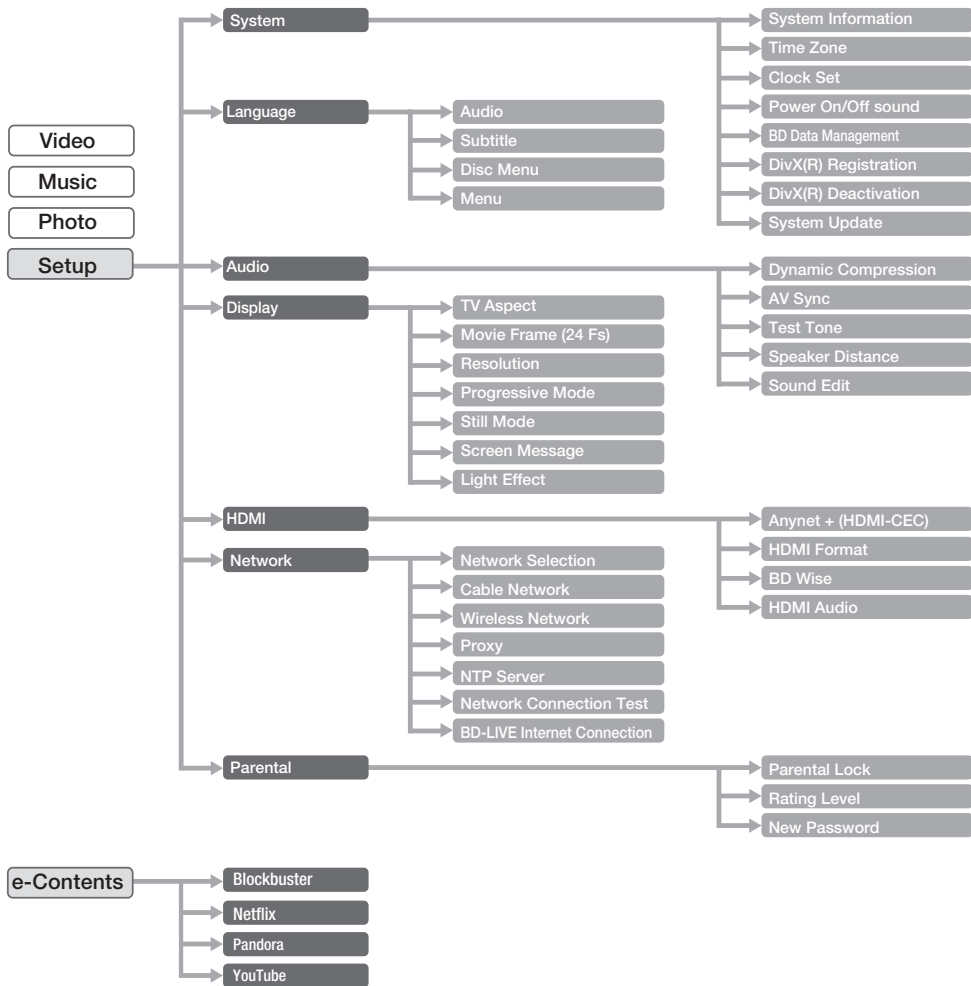 Video
Music
Photo
Setup
System
System Information
Time Zone
Clock Set
Power On/Off sound
BD Data Management
DivX(R) Registration
DivX(R) Deactivation
System Update
Language
Audio
Subtitle
Disc Menu
Menu
Audio
Dynamic Compression
AV Sync
Test Tone
Speaker Distance
Sound Edit
Display
TV Aspect
Movie Frame (24 Fs)
Resolution
Progressive Mode
Still Mode
Screen Message
Light Effect
HDMI
Anynet + (HDMI-CEC)
HDMI Format
BD Wise
HDMI Audio
Network
Network Selection
Cable Network
Wireless Network
Proxy
NTP Server
Network Connection Test
BD-LIVE Internet Connection
Parental
Parental Lock
Rating Level
New Password
e-Contents
Blockbuster
Netflix
Pandora
YouTube